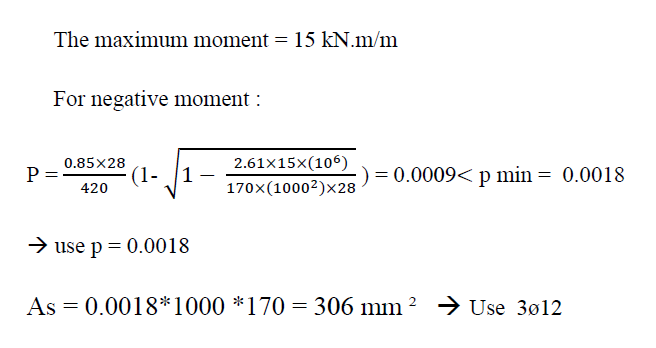 The maximum moment = 15 kN.m/m
For negative moment :
P = 0.85×28/420 (1- √(1 − 2.61×15×(10⁶)/170×(1000²)×28) ) = 0.0009< p min = 0.0018
→ use p = 0.0018
As = 0.0018*1000 *170 = 306 mm ² → Use 3ø12